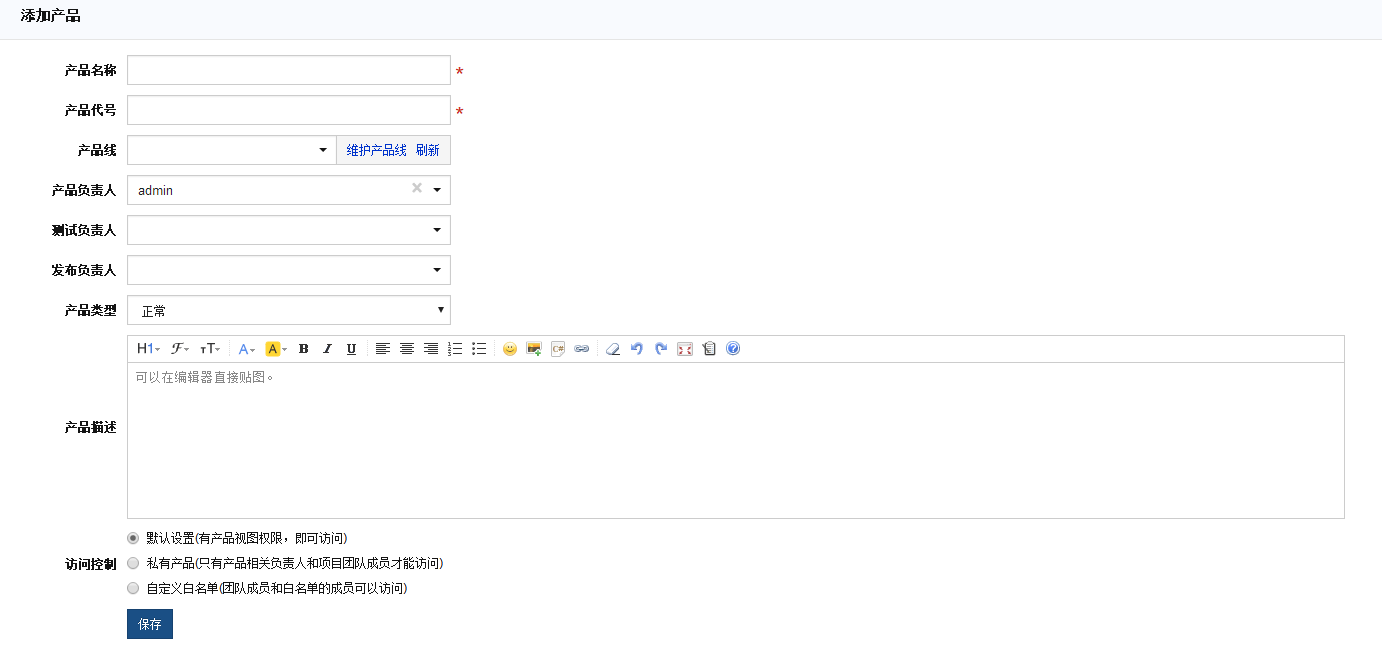 添加产品
产品名称 *
产品代号 *
产品线 维护产品线 刷新
产品负责人 admin
测试负责人
发布负责人
产品类型 正常
H1 ℱ тT A A B I U C#
可以在编辑器直接贴图。
产品描述
默认设置(有产品视图权限，即可访问)
访问控制 私有产品(只有产品相关负责人和项目团队成员才能访问)
自定义白名单(团队成员和白名单的成员可以访问)
保存